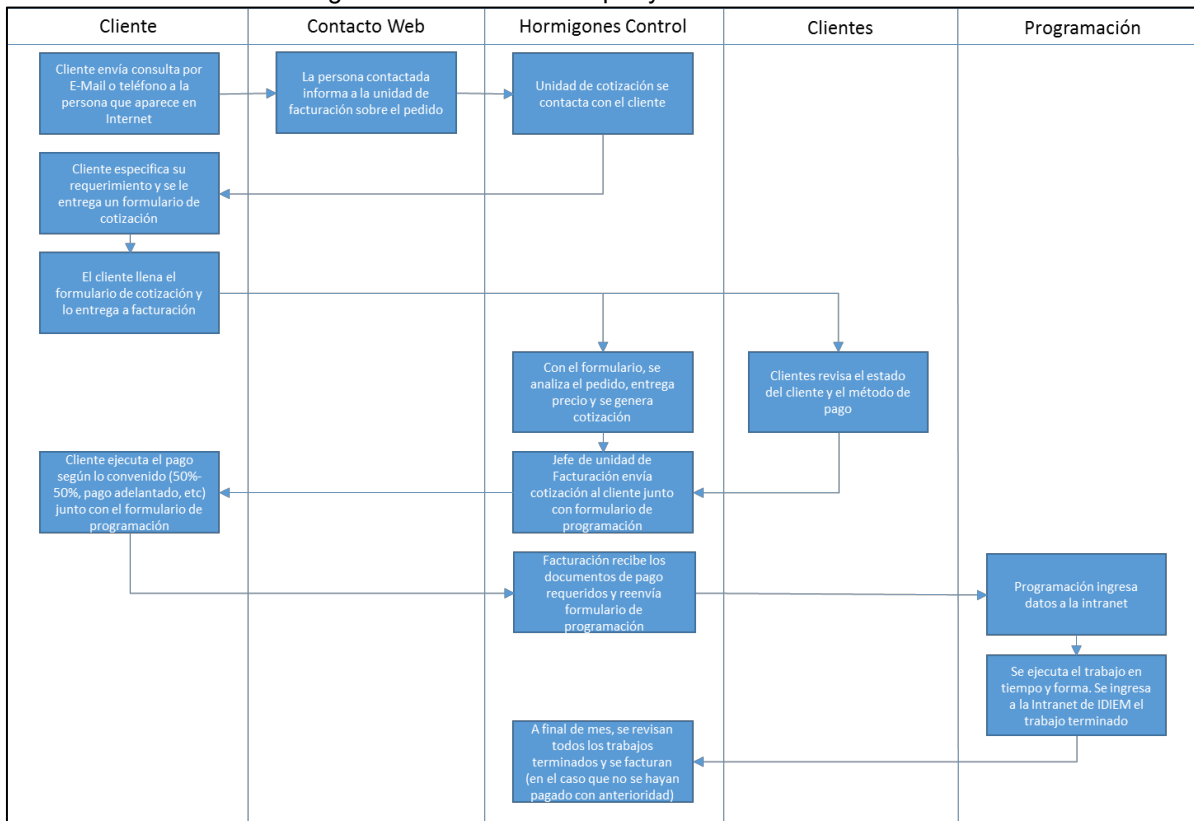 Cliente
Contacto Web
Hormigones Control
Clientes
Programación
Cliente envía consulta por
E-Mail o teléfono a la
persona que aparece en
Internet
La persona contactada
informa a la unidad de
facturación sobre el pedido
Unidad de cotización se
contacta con el cliente
Cliente especifica su
requerimiento y se le
entrega un formulario de
cotización
El cliente llena el
formulario de cotización y
lo entrega a facturación
Con el formulario, se
analiza el pedido, entrega
precio y se genera
cotización
Clientes revisa el estado
del cliente y el método de
pago
Cliente ejecuta el pago
según lo convenido (50%-
50%, pago adelantado, etc)
junto con el formulario de
programación
Jefe de unidad de
Facturación envía
cotización al cliente junto
con formulario de
programación
Facturación recibe los
documentos de pago
requeridos y reenvía
formulario de
programación
Programación ingresa
datos a la intranet
Se ejecuta el trabajo en
tiempo y forma. Se ingresa
a la Intranet de IDIEM el
trabajo terminado
A final de mes, se revisan
todos los trabajos
terminados y se facturan
(en el caso que no se hayan
pagado con anterioridad)